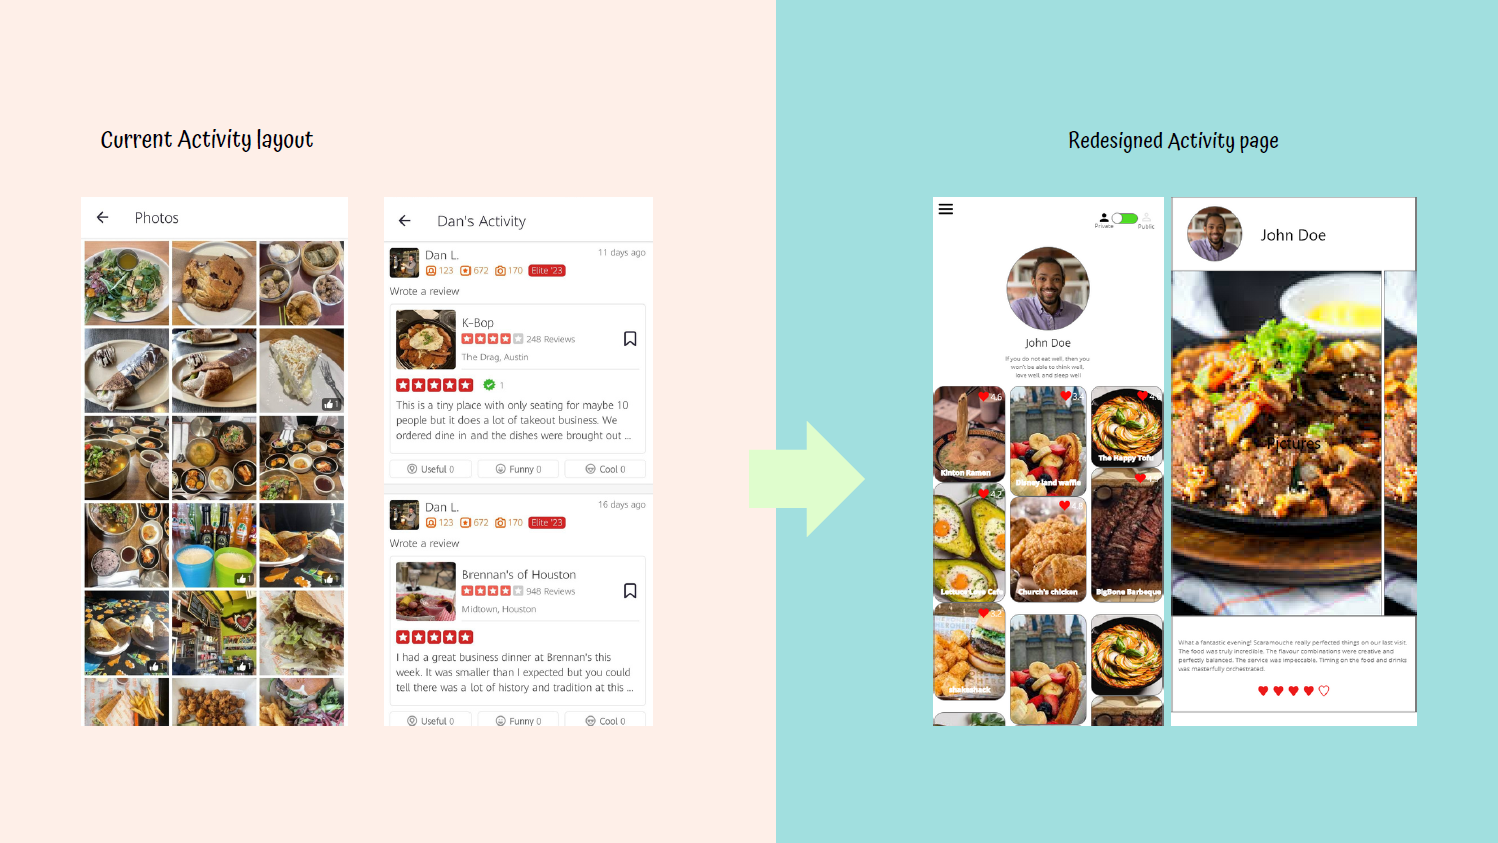 Current Activity layout
Redesigned Activity page
Photos
1
1
1
1
1
Dan's Activity
Dan L.
11 days ago
123 672 170 Elite '23
Wrote a review
K-Bop
248 Reviews
The Drag, Austin
1
This is a tiny place with only seating for maybe 10
people but it does a lot of takeout business. We
ordered dine in and the dishes were brought out ...
Useful 0 Funny 0 Cool 0
Dan L.
16 days ago
123 672 170 Elite '23
Wrote a review
Brennan's of Houston
948 Reviews
Midtown, Houston
I had a great business dinner at Brennan's this
week. It was smaller than I expected but you could
tell there was a lot of history and tradition at this ...
Useful 0 Funny 0 Cool 0
Private Public
John Doe
If you do not eat well, then you
won't be able to think well,
love well, and sleep well
4.6
Kinton Ramen
Disney land waffle
The Happy Tofu
4.2
Lettuce Love Cafe
Church's chicken
BigBone Barbeque
3.2
shakeshack
John Doe
Pictures
What a fantastic evening! Scaramouche really perfected things on our last visit.
The food was truly incredible. The flavour combinations were creative and
perfectly balanced. The service was impeccable. Timing on the food and drinks
was masterfully orchestrated.